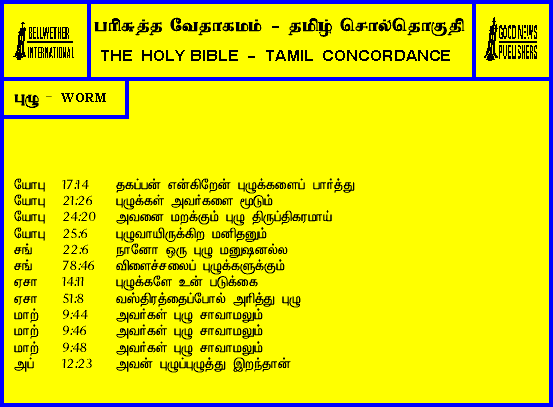 BELLWETHER
INTERNATIONAL
பரிசுத்த வேதாகமம் - தமிழ் சொல்தொகுதி
THE HOLY BIBLE - TAMIL CONCORDANCE
GOOD NEWS
PUBLISHERS
புழு - WORM
யோபு 17:14 தகப்பன் என்கிறேன் புழுக்களைப் பார்த்து
யோபு 21:26 புழுக்கள் அவர்களை மூடும்
யோபு 24:20 அவனை மறக்கும் புழு திருப்திகரமாய்
யோபு 25:6 புழுவாயிருக்கிற மனிதனும்
சங் 22:6 நானோ ஒரு புழு மனுஷனல்ல
சங் 78:46 விளைச்சலைப் புழுக்களுக்கும்
ஏசா 14:11 புழுக்களே உன் படுக்கை
ஏசா 51:8 வஸ்திரத்தைப்போல் அரித்து புழு
மாற் 9:44 அவர்கள் புழு சாவாமலும்
மாற் 9:46 அவர்கள் புழு சாவாமலும்
மாற் 9:48 அவர்கள் புழு சாவாமலும்
அப் 12:23 அவன் புழுப்புழுத்து இறந்தான்